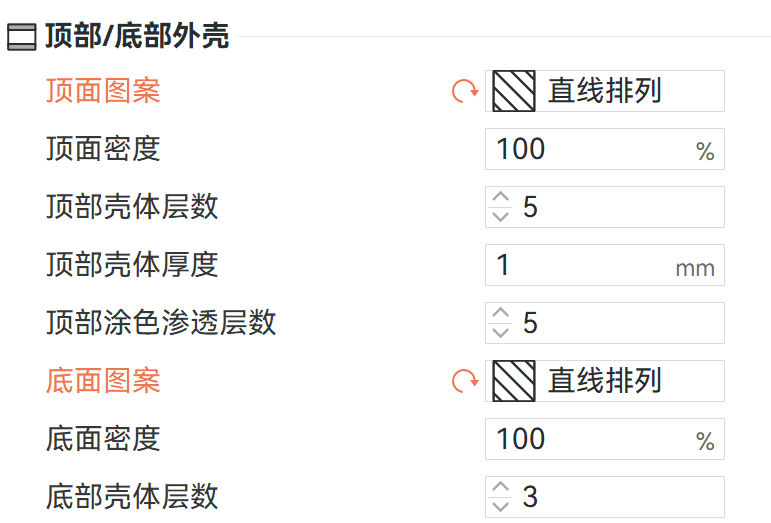 顶部/底部外壳
顶面图案 直线排列
顶面密度 100 %
顶部壳体层数 5
顶部壳体厚度 1 mm
顶部涂色渗透层数 5
底面图案 直线排列
底面密度 100 %
底部壳体层数 3